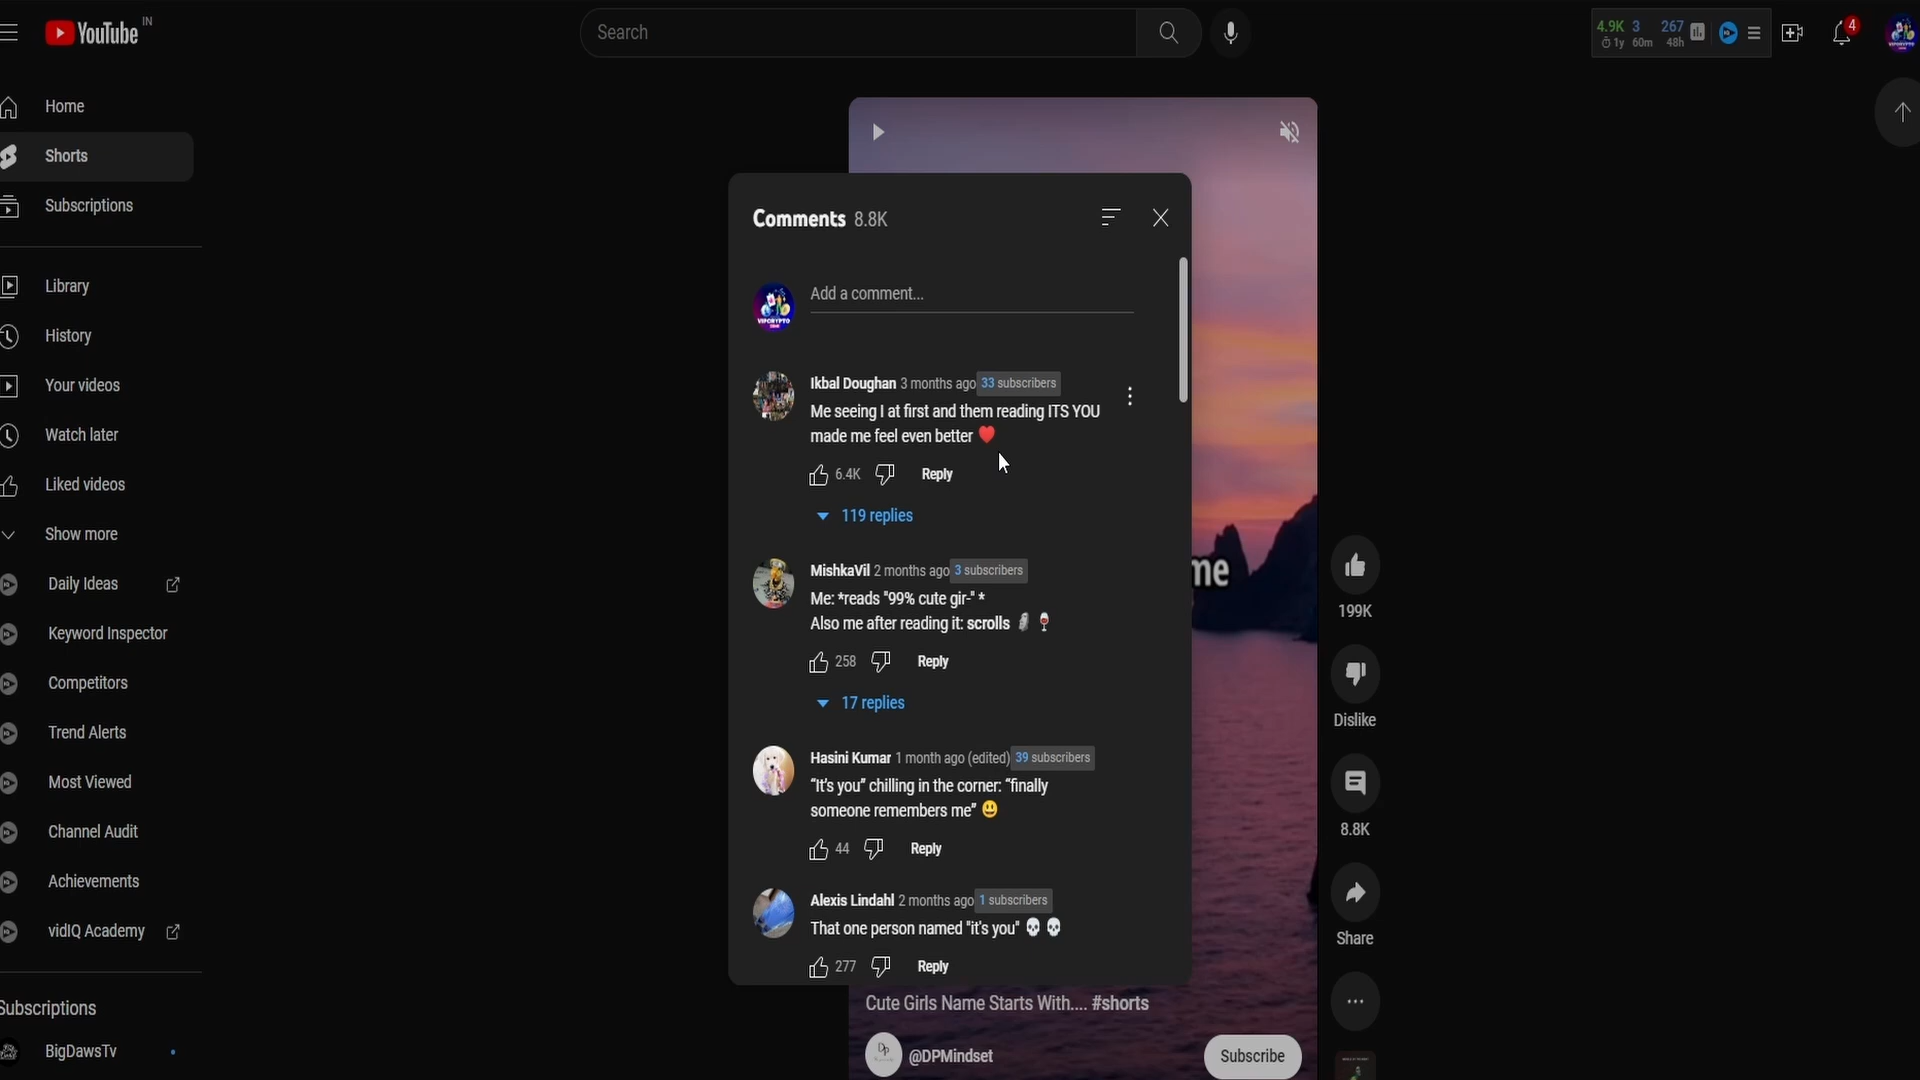 YouTube IN
Search
4.9K 3 267
1y 60m 48h
4
Home
Shorts
Subscriptions
Library
History
Your videos
Watch later
Liked videos
Show more
Daily Ideas
Keyword Inspector
Competitors
Trend Alerts
Most Viewed
Channel Audit
Achievements
vidIQ Academy
Subscriptions
BigDawsTv
Comments 8.8K
Add a comment...
Ikbal Doughan 3 months ago 33 subscribers
Me seeing I at first and them reading ITS YOU
made me feel even better ❤️
6.4K Reply
119 replies
MishkaVil 2 months ago 3 subscribers
Me: *reads "99% cute gir-" *
Also me after reading it: scrolls 🗿🍷
258 Reply
17 replies
Hasini Kumar 1 month ago (edited) 39 subscribers
“It's you” chilling in the corner: “finally
someone remembers me” 😃
44 Reply
Alexis Lindahl 2 months ago 1 subscribers
That one person named "it's you" 💀 💀
277 Reply
me
Cute Girls Name Starts With.... #shorts
Dp
@DPMindset
Subscribe
199K
Dislike
8.8K
Share